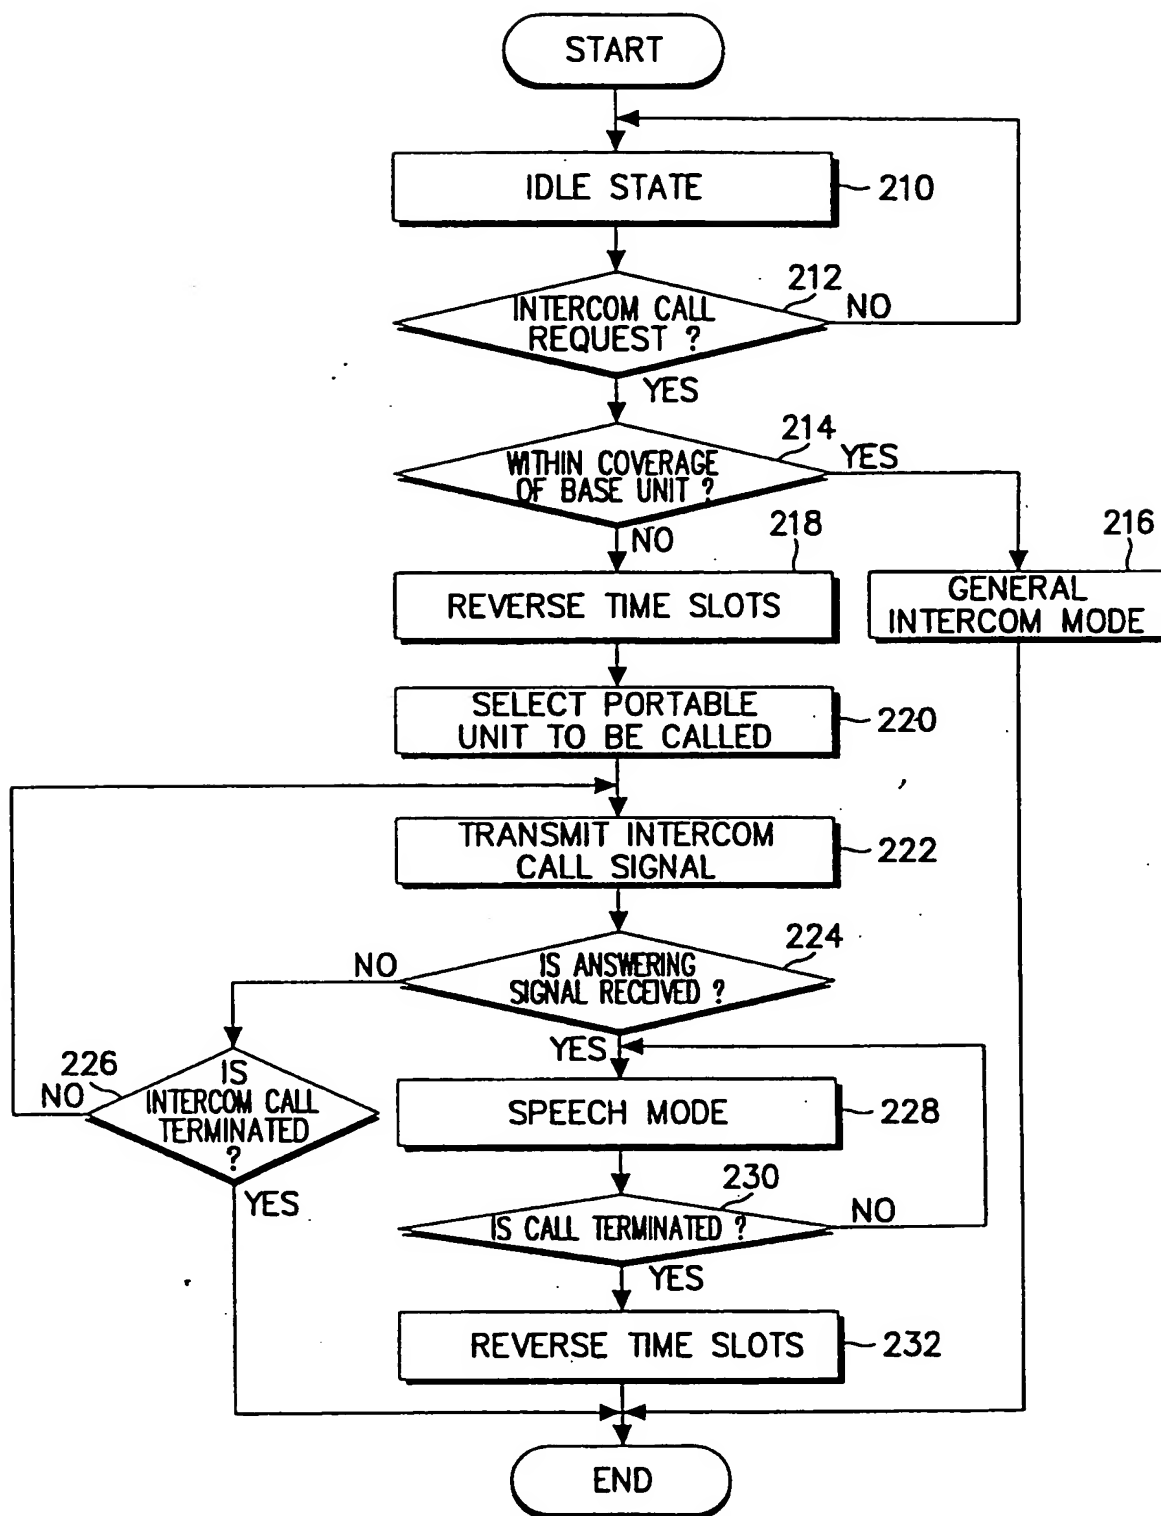 START
IDLE STATE
210
INTERCOM CALL
REQUEST ?
212
NO
YES
WITHIN COVERAGE
OF BASE UNIT ?
214
YES
NO
218
REVERSE TIME SLOTS
216
GENERAL
INTERCOM MODE
SELECT PORTABLE
UNIT TO BE CALLED
220
TRANSMIT INTERCOM
CALL SIGNAL
222
IS ANSWERING
SIGNAL RECEIVED ?
224
NO
YES
226
IS
INTERCOM CALL
TERMINATED
?
NO
YES
SPEECH MODE
228
230
IS CALL TERMINATED ?
NO
YES
REVERSE TIME SLOTS
232
END